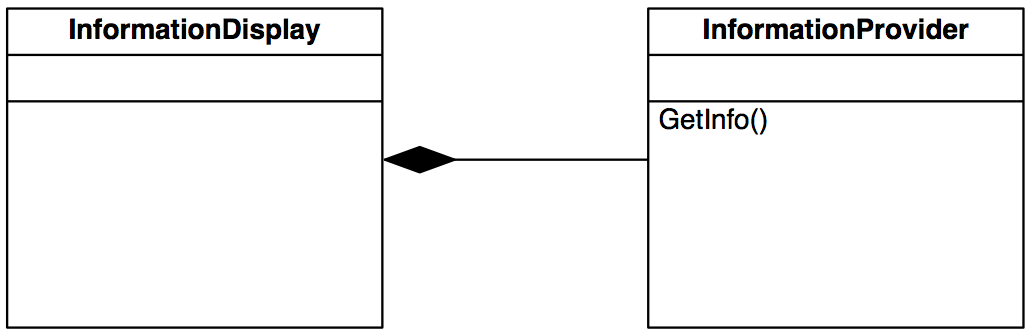 InformationDisplay
InformationProvider
GetInfo()